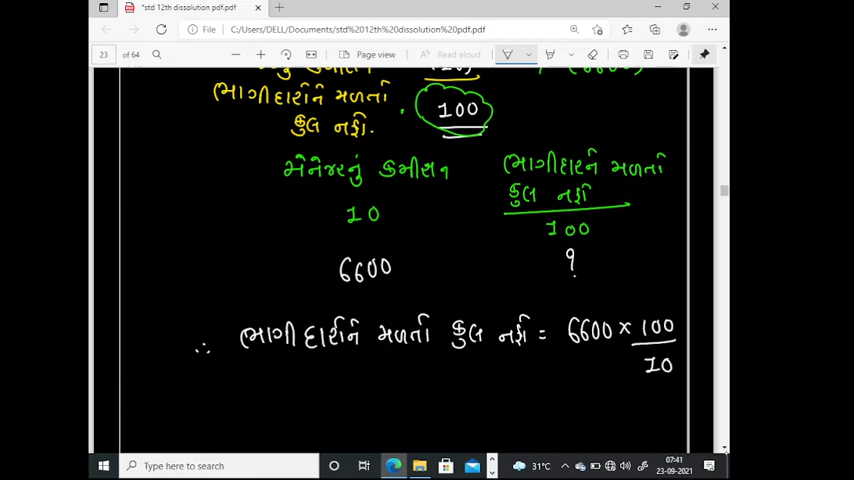 *std 12th dissolution pdf.pdf
File
C:/Users/DELL/Documents/std%2012th%20dissolution%20pdf.pdf
23 of 64
Page view
Read aloud
ભાગીદારોને મળતો
100
કુલ નફો.
મેનેજરનું કમીશન
ભાગીદારને મળતો
કુલ નફો
10
100
6600
?
∴ ભાગીદારોને મળતો કુલ નફો = 6600 × 100
10
Type here to search
31°C
07:41
23-09-2021